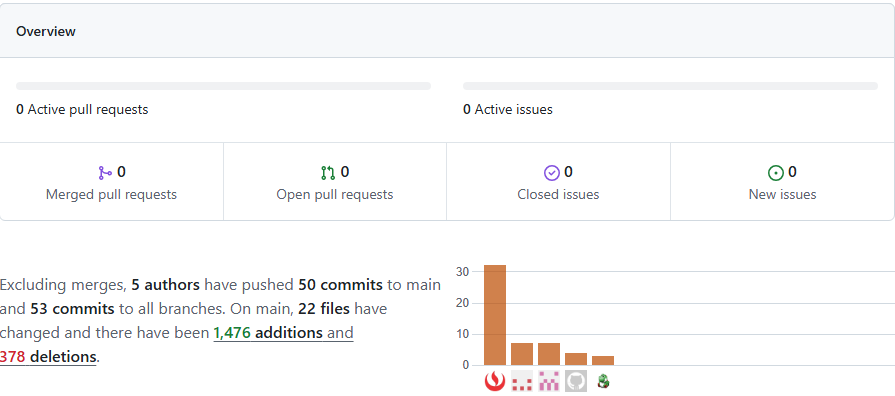 Overview
0 Active pull requests
0 Active issues
0
Merged pull requests
0
Open pull requests
0
Closed issues
0
New issues
Excluding merges, 5 authors have pushed 50 commits to main
and 53 commits to all branches. On main, 22 files have
changed and there have been 1,476 additions and
378 deletions.
30
20
10
0